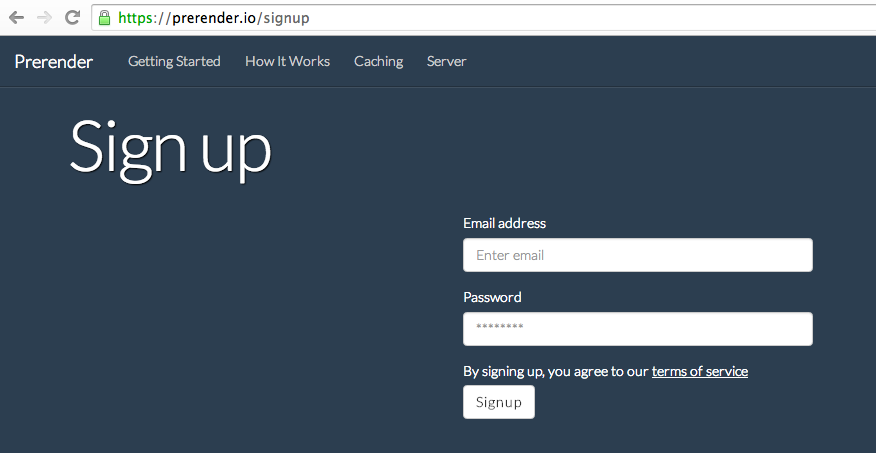 https://prerender.io/signup
Prerender Getting Started How It Works Caching Server
Sign up
Email address
Enter email
Password
********
By signing up, you agree to our terms of service
Signup